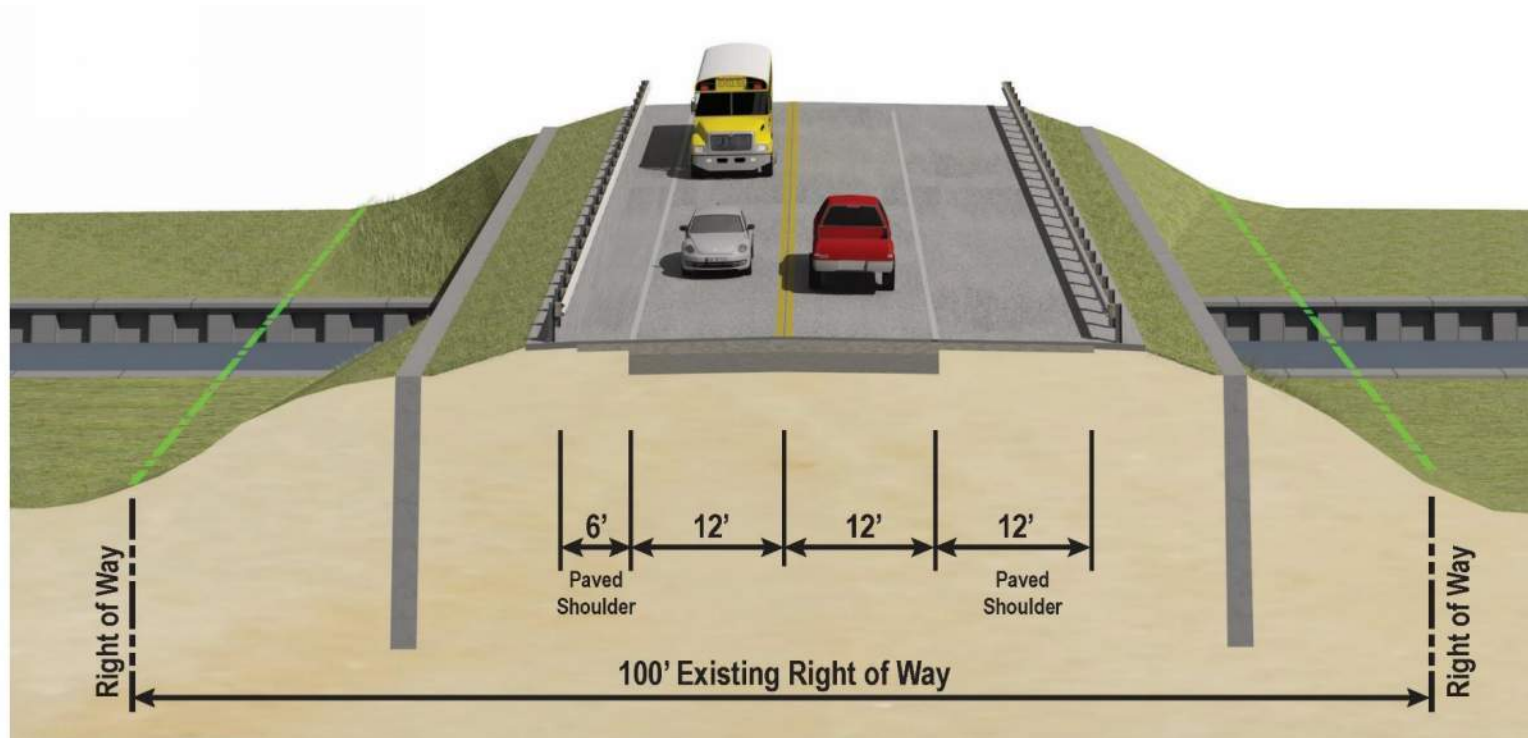 6’ 12’ 12’ 12’
Paved
Shoulder
Paved
Shoulder
Right of Way
100’ Existing Right of Way
Right of Way